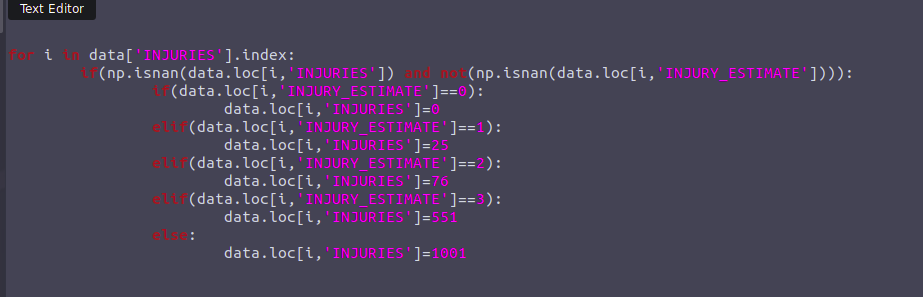 Text Editor
for i in data['INJURIES'].index:
        if(np.isnan(data.loc[i,'INJURIES']) and not(np.isnan(data.loc[i,'INJURY_ESTIMATE']))):
                if(data.loc[i,'INJURY_ESTIMATE']==0):
                        data.loc[i,'INJURIES']=0
                elif(data.loc[i,'INJURY_ESTIMATE']==1):
                        data.loc[i,'INJURIES']=25
                elif(data.loc[i,'INJURY_ESTIMATE']==2):
                        data.loc[i,'INJURIES']=76
                elif(data.loc[i,'INJURY_ESTIMATE']==3):
                        data.loc[i,'INJURIES']=551
                else:
                        data.loc[i,'INJURIES']=1001